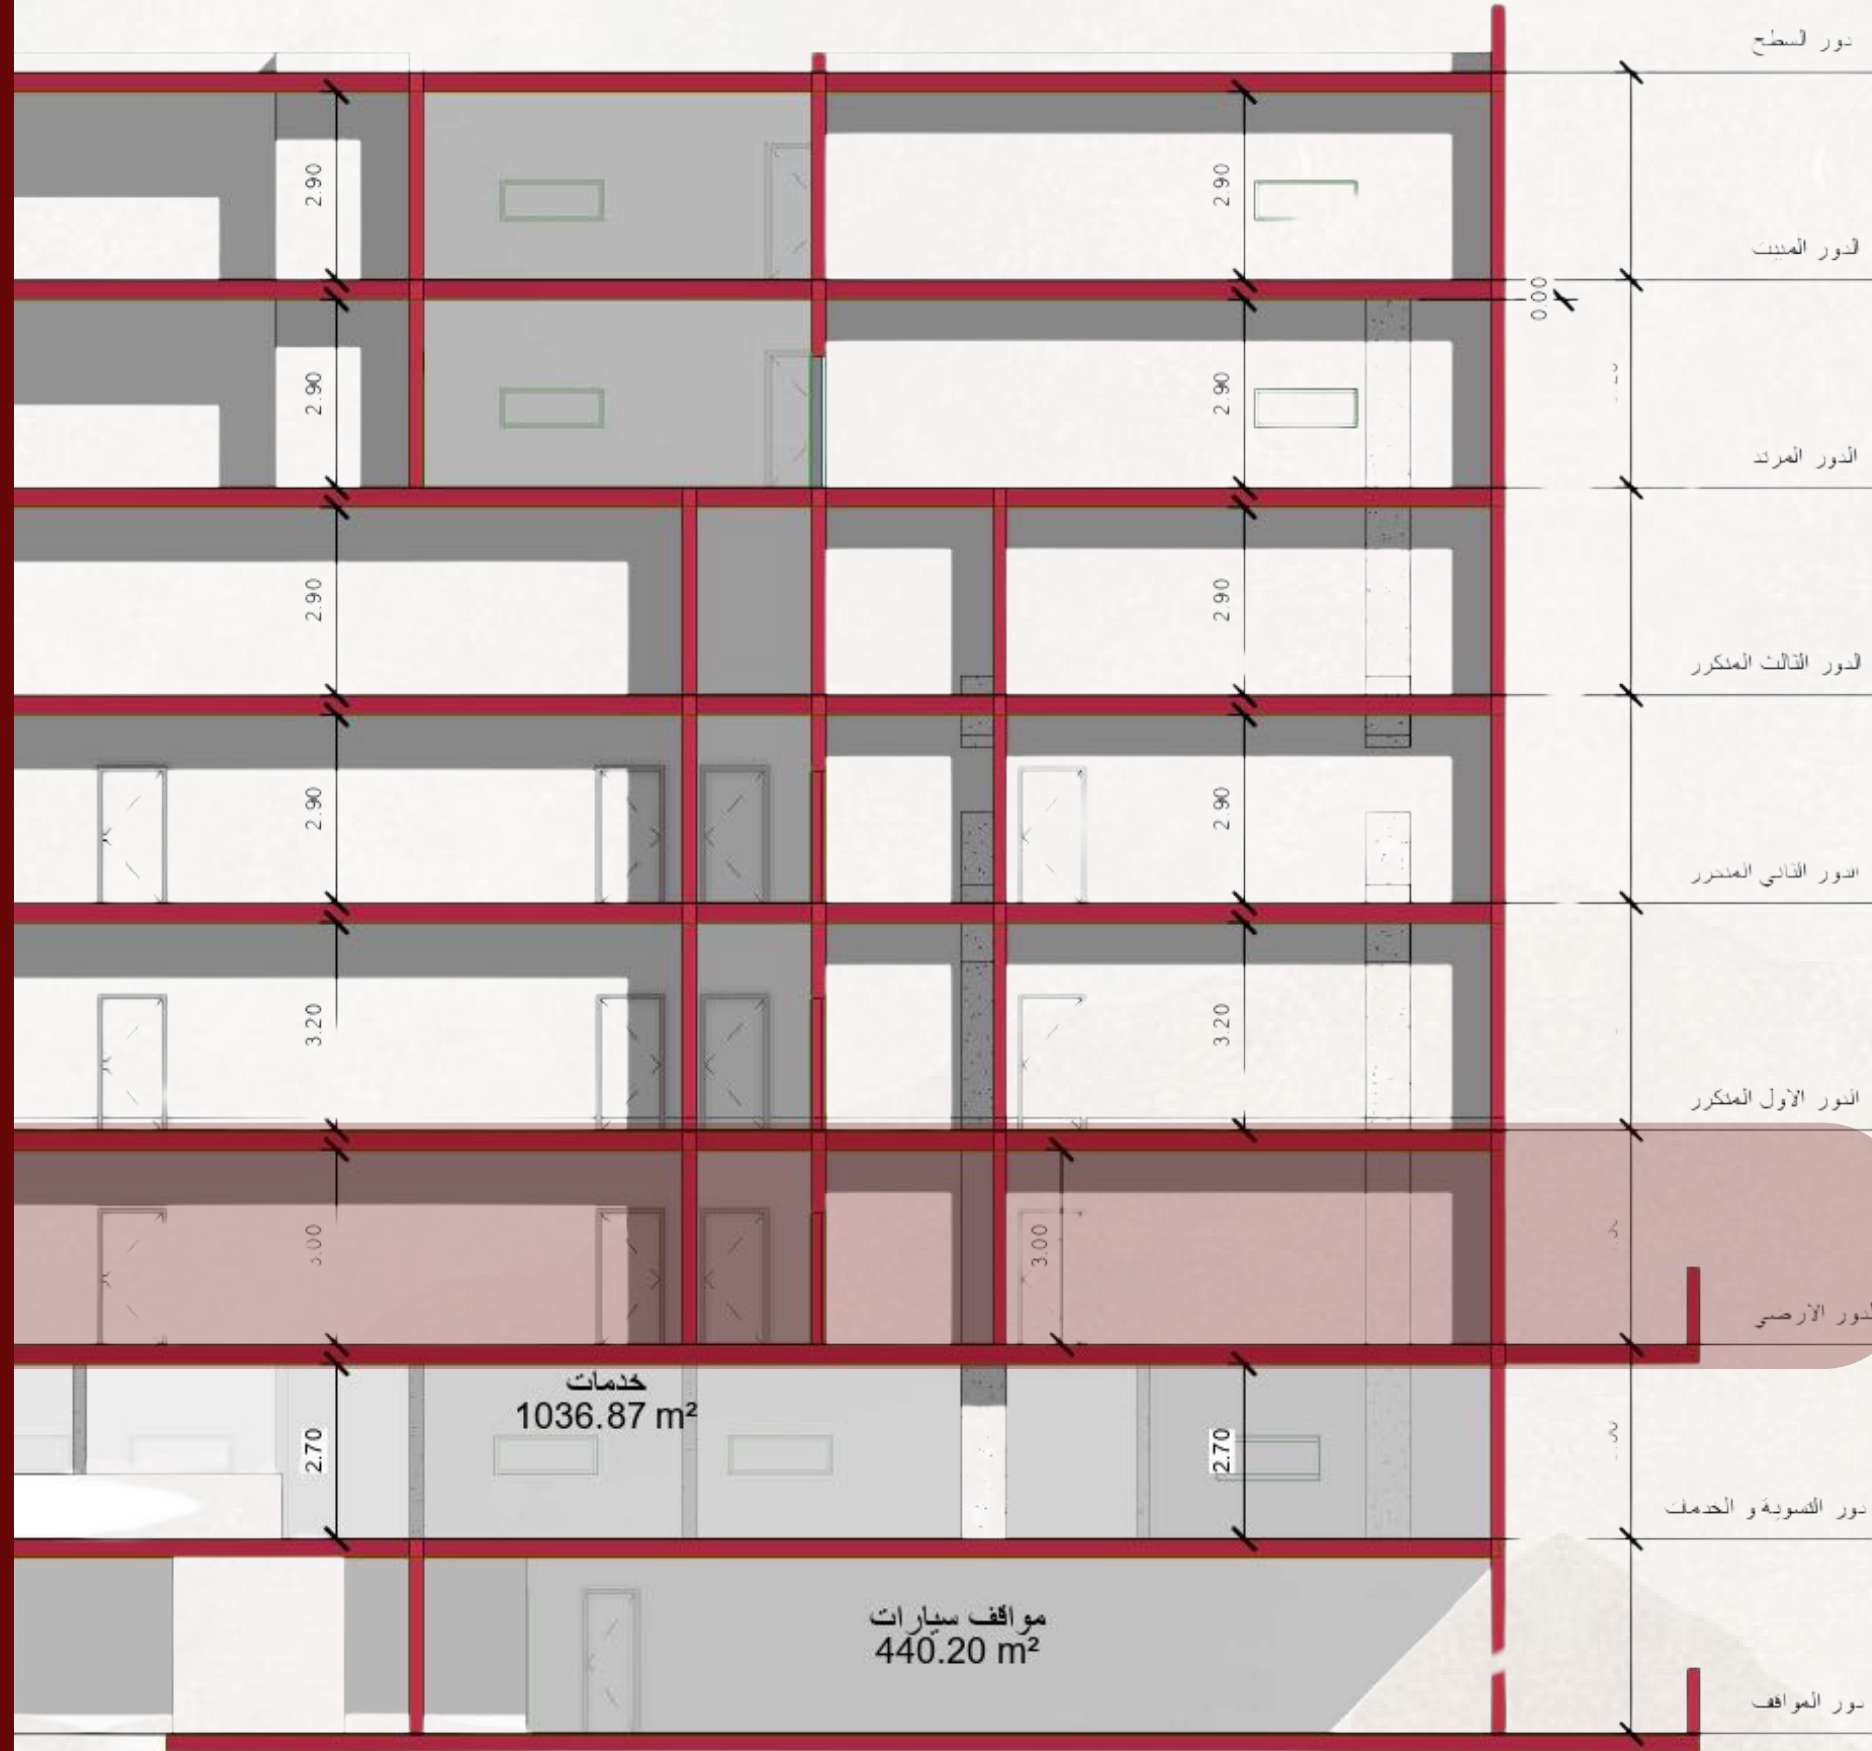 دور السطح
2.90
2.90
الدور المبيت
0.00
2.90
2.90
الدور المرتد
2.90
2.90
الدور الثالث المتكرر
2.90
2.90
الدور الثاني المتكرر
3.20
3.20
الدور الاول المتكرر
3.00
3.00
الدور الارضي
خدمات
1036.87 m²
2.70
2.70
دور التسوية و الخدمات
مواقف سيارات
440.20 m²
دور المواقف